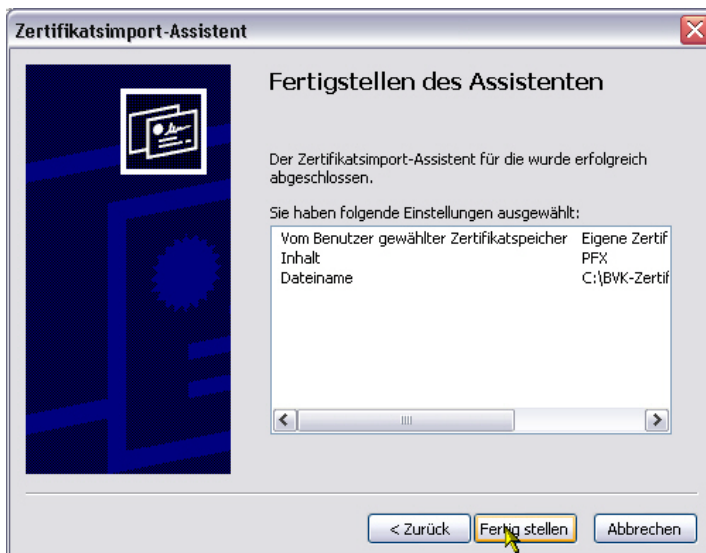 Zertifikatsimport-Assistent
Fertigstellen des Assistenten
Der Zertifikatsimport-Assistent für die wurde erfolgreich
abgeschlossen.
Sie haben folgende Einstellungen ausgewählt:
Vom Benutzer gewählter Zertifikatspeicher Eigene Zertif
Inhalt PFX
Dateiname C:\BVK-Zertif
< Zurück Fertig stellen Abbrechen